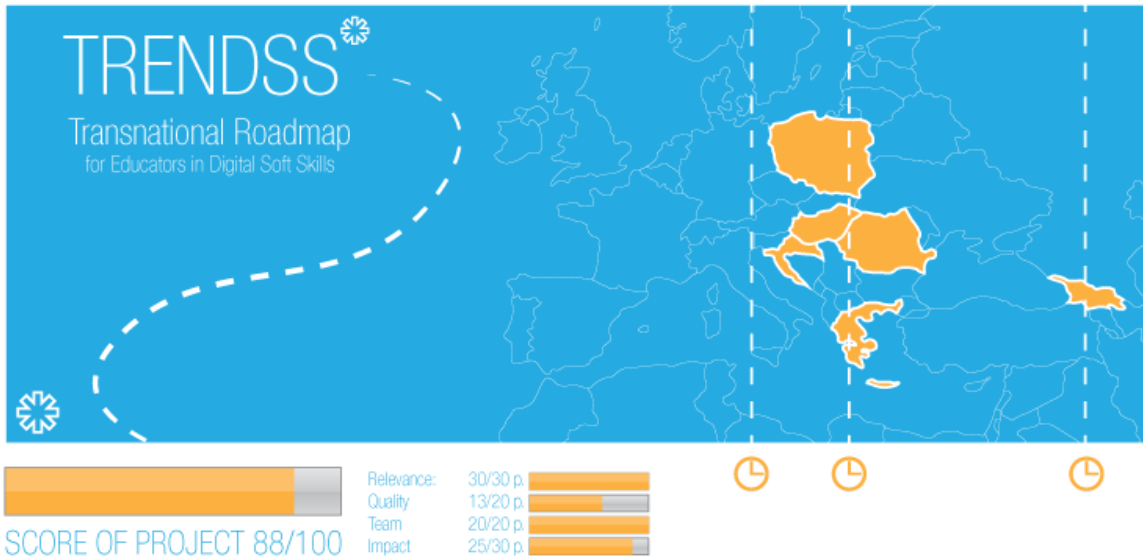 TRENDSS
Transnational Roadmap
for Educators in Digital Soft Skills
SCORE OF PROJECT 88/100
Relevance: 30/30 p.
Quality 13/20 p.
Team 20/20 p.
Impact 25/30 p.